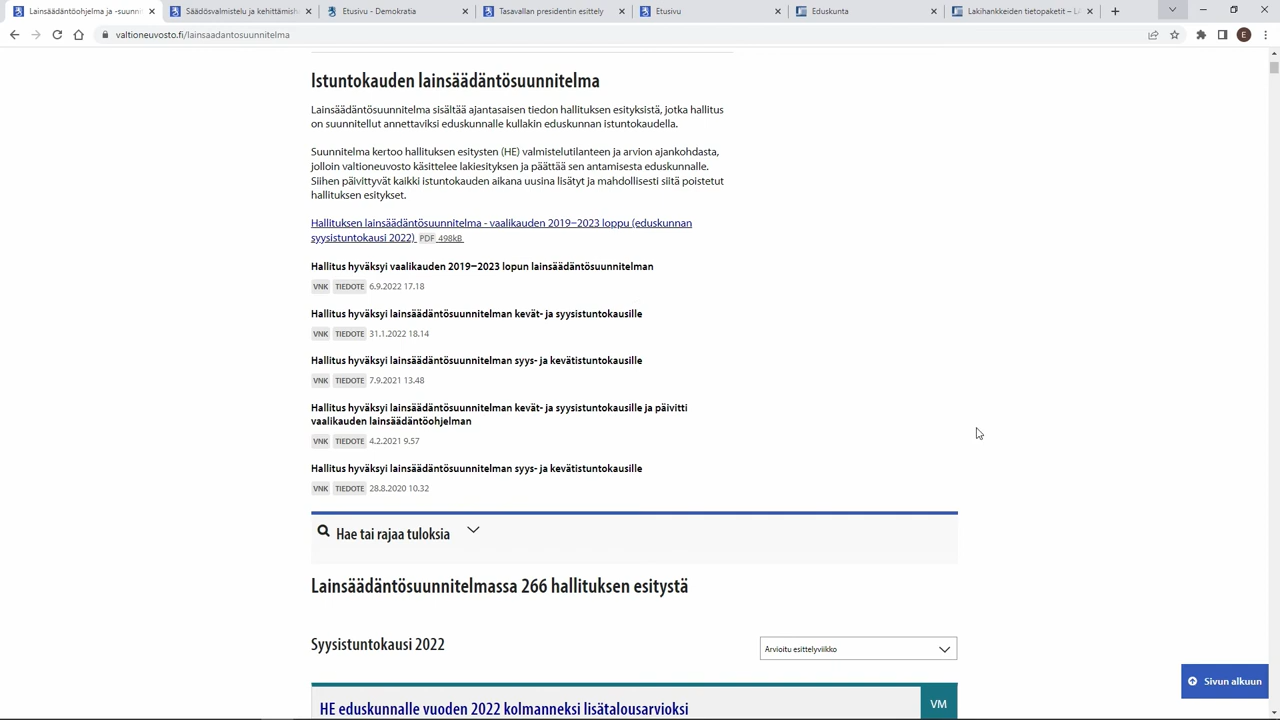 Lainsäädäntöohjelma ja -suunn
Säädösvalmistelu ja kehittämish
Etusivu - Demokratia
Tasavallan presidentin esittely
Etusivu
Eduskunta
Lakihankkeiden tietopaketit – LA
valtioneuvosto.fi/lainsaadantosuunnitelma
E
Istuntokauden lainsäädäntösuunnitelma
Lainsäädäntösuunnitelma sisältää ajantasaisen tiedon hallituksen esityksistä, jotka hallitus
on suunnitellut annettaviksi eduskunnalle kullakin eduskunnan istuntokaudella.
Suunnitelma kertoo hallituksen esitysten (HE) valmistelutilanteen ja arvion ajankohdasta,
jolloin valtioneuvosto käsittelee lakiesityksen ja päättää sen antamisesta eduskunnalle.
Siihen päivittyvät kaikki istuntokauden aikana uusina lisätyt ja mahdollisesti siitä poistetut
hallituksen esitykset.
Hallituksen lainsäädäntösuunnitelma - vaalikauden 2019–2023 loppu (eduskunnan
syysistuntokausi 2022) PDF 498kB
Hallitus hyväksyi vaalikauden 2019–2023 lopun lainsäädäntösuunnitelman
VNK TIEDOTE 6.9.2022 17.18
Hallitus hyväksyi lainsäädäntösuunnitelman kevät- ja syysistuntokausille
VNK TIEDOTE 31.1.2022 18.14
Hallitus hyväksyi lainsäädäntösuunnitelman syys- ja kevätistuntokausille
VNK TIEDOTE 7.9.2021 13.48
Hallitus hyväksyi lainsäädäntösuunnitelman kevät- ja syysistuntokausille ja päivitti
vaalikauden lainsäädäntöohjelman
VNK TIEDOTE 4.2.2021 9.57
Hallitus hyväksyi lainsäädäntösuunnitelman syys- ja kevätistuntokausille
VNK TIEDOTE 28.8.2020 10.32
Hae tai rajaa tuloksia
Lainsäädäntösuunnitelmassa 266 hallituksen esitystä
Syysistuntokausi 2022
Arvioitu esittelyviikko
Sivun alkuun
HE eduskunnalle vuoden 2022 kolmanneksi lisätalousarvioksi
VM